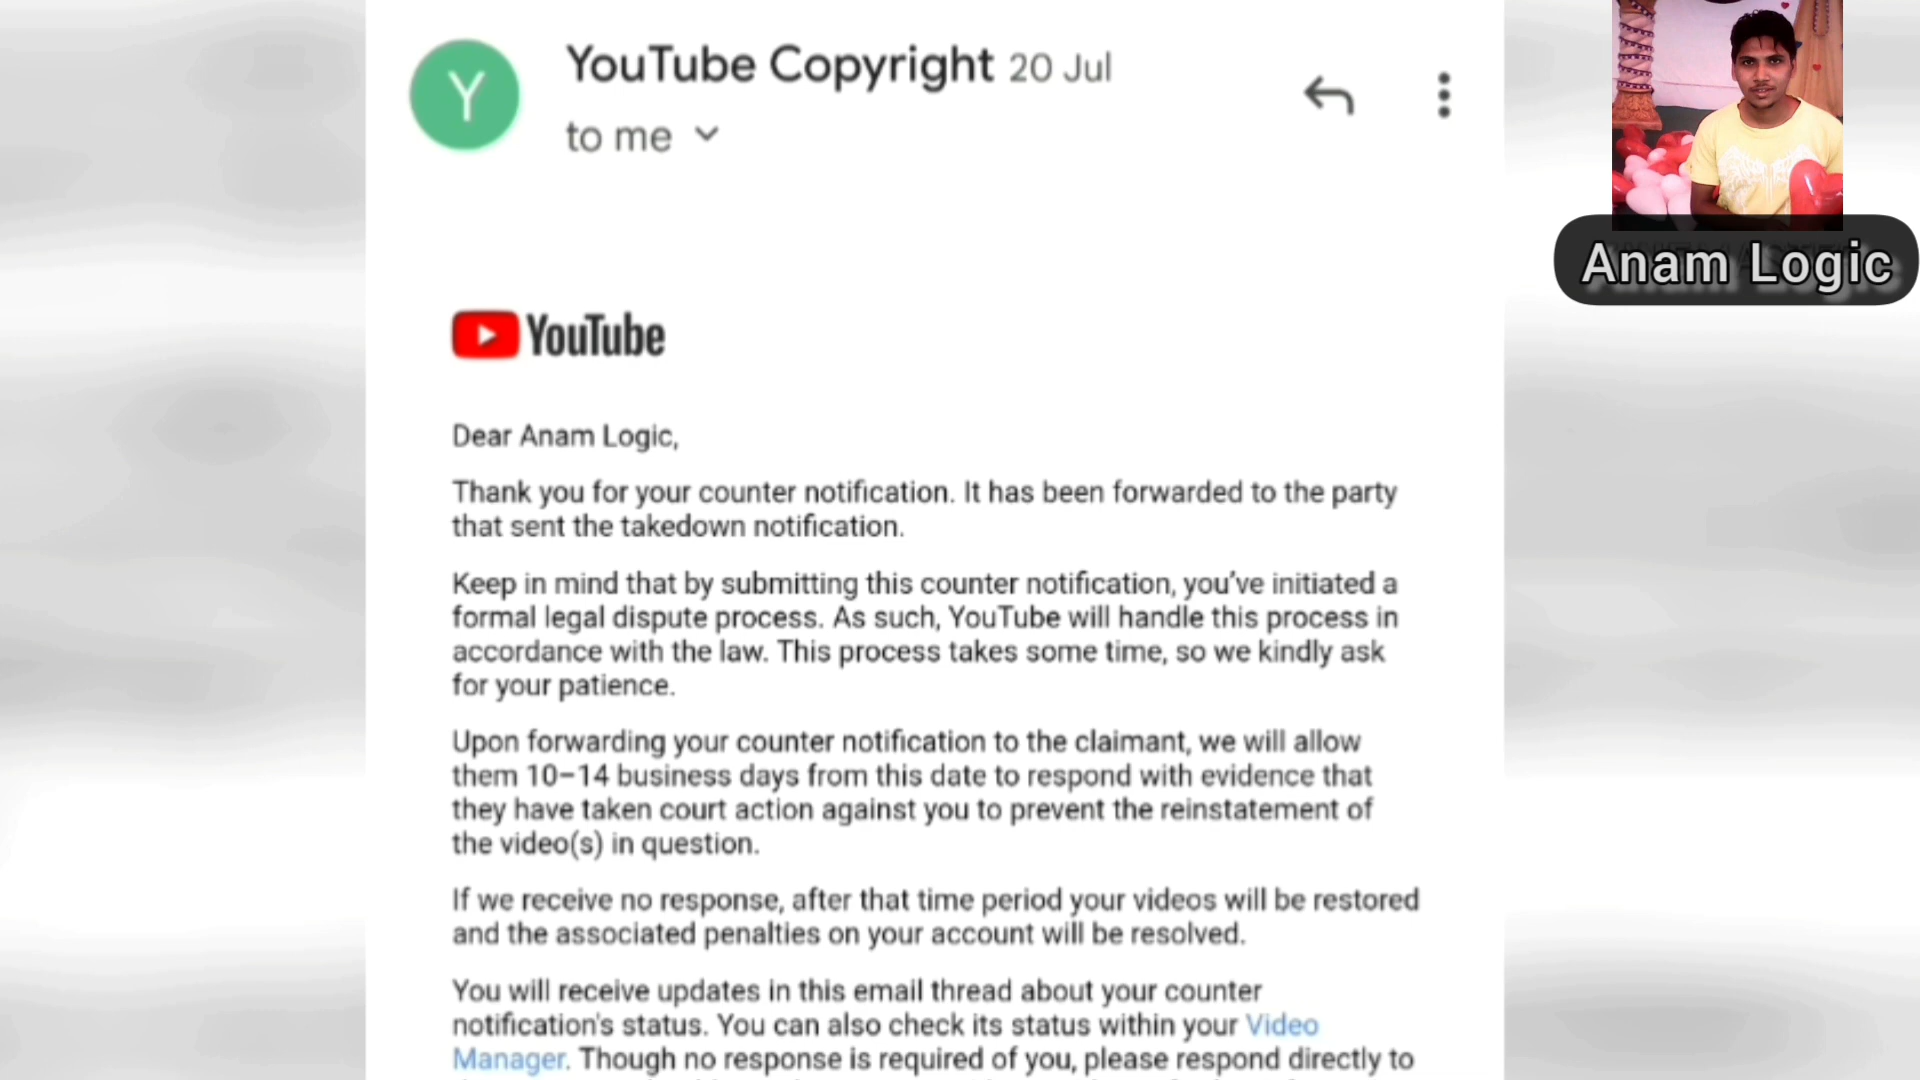 Y
YouTube Copyright 20 Jul
to me
Anam Logic
YouTube
Dear Anam Logic,
Thank you for your counter notification. It has been forwarded to the party
that sent the takedown notification.
Keep in mind that by submitting this counter notification, you've initiated a
formal legal dispute process. As such, YouTube will handle this process in
accordance with the law. This process takes some time, so we kindly ask
for your patience.
Upon forwarding your counter notification to the claimant, we will allow
them 10–14 business days from this date to respond with evidence that
they have taken court action against you to prevent the reinstatement of
the video(s) in question.
If we receive no response, after that time period your videos will be restored
and the associated penalties on your account will be resolved.
You will receive updates in this email thread about your counter
notification's status. You can also check its status within your Video
Manager. Though no response is required of you, please respond directly to